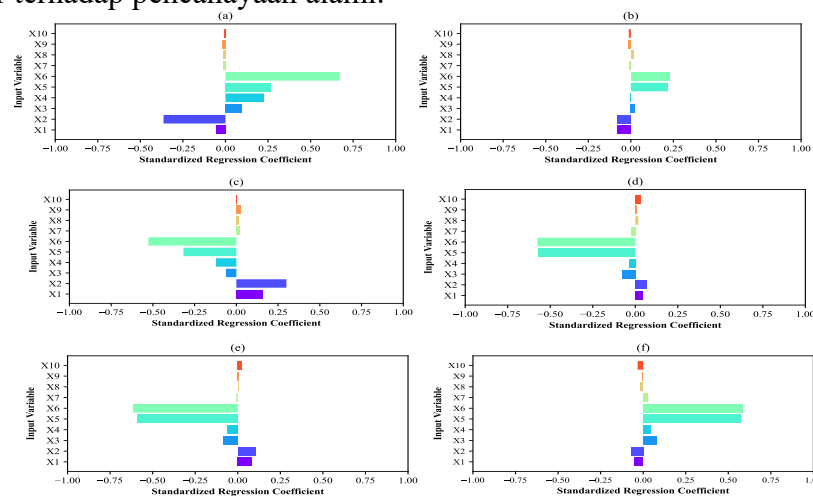 terhadap pencahayaan alami.
(a)
Input Variable
X10
X9
X8
X7
X6
X5
X4
X3
X2
X1
−1.00 −0.75 −0.50 −0.25 0.00 0.25 0.50 0.75 1.00
Standardized Regression Coefficient
(b)
Input Variable
X10
X9
X8
X7
X6
X5
X4
X3
X2
X1
−1.00 −0.75 −0.50 −0.25 0.00 0.25 0.50 0.75 1.00
Standardized Regression Coefficient
(c)
Input Variable
X10
X9
X8
X7
X6
X5
X4
X3
X2
X1
−1.00 −0.75 −0.50 −0.25 0.00 0.25 0.50 0.75 1.00
Standardized Regression Coefficient
(d)
Input Variable
X10
X9
X8
X7
X6
X5
X4
X3
X2
X1
−1.00 −0.75 −0.50 −0.25 0.00 0.25 0.50 0.75 1.00
Standardized Regression Coefficient
(e)
Input Variable
X10
X9
X8
X7
X6
X5
X4
X3
X2
X1
−1.00 −0.75 −0.50 −0.25 0.00 0.25 0.50 0.75 1.00
Standardized Regression Coefficient
(f)
Input Variable
X10
X9
X8
X7
X6
X5
X4
X3
X2
X1
−1.00 −0.75 −0.50 −0.25 0.00 0.25 0.50 0.75 1.00
Standardized Regression Coefficient